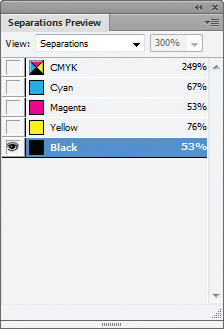 Separations Preview
View: Separations 300%
CMYK 249%
Cyan 67%
Magenta 53%
Yellow 76%
Black 53%